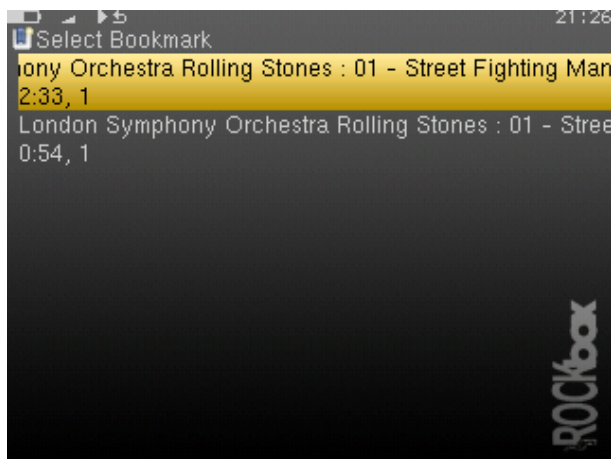 21:26
Select Bookmark
ony Orchestra Rolling Stones : 01 - Street Fighting Man
2:33, 1
London Symphony Orchestra Rolling Stones : 01 - Stree
0:54, 1
ROCKbox